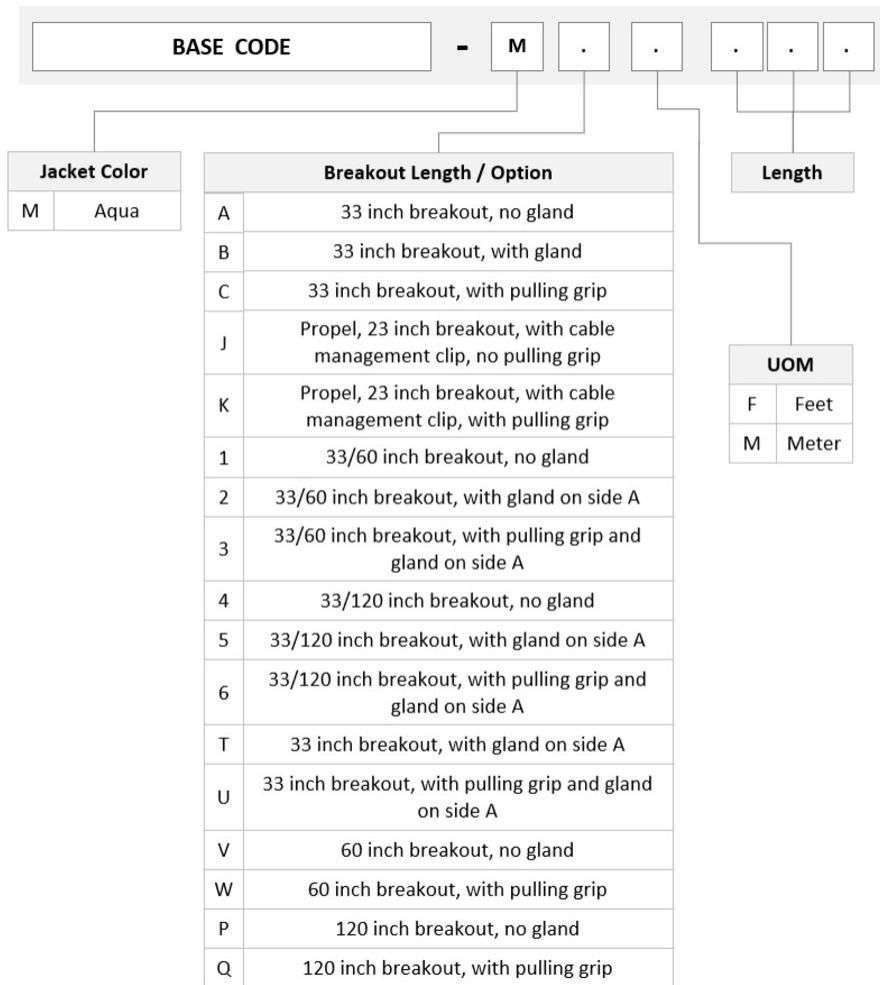 BASE CODE - M . . . . .
Jacket Color
M Aqua
Breakout Length / Option
A 33 inch breakout, no gland
B 33 inch breakout, with gland
C 33 inch breakout, with pulling grip
J Propel, 23 inch breakout, with cable
management clip, no pulling grip
K Propel, 23 inch breakout, with cable
management clip, with pulling grip
1 33/60 inch breakout, no gland
2 33/60 inch breakout, with gland on side A
3 33/60 inch breakout, with pulling grip and
gland on side A
4 33/120 inch breakout, no gland
5 33/120 inch breakout, with gland on side A
6 33/120 inch breakout, with pulling grip and
gland on side A
T 33 inch breakout, with gland on side A
U 33 inch breakout, with pulling grip and gland
on side A
V 60 inch breakout, no gland
W 60 inch breakout, with pulling grip
P 120 inch breakout, no gland
Q 120 inch breakout, with pulling grip
Length
UOM
F Feet
M Meter